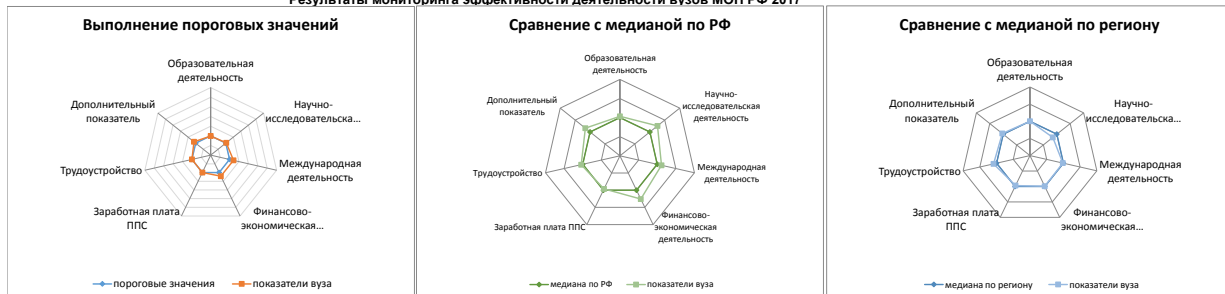 Результаты мониторинга эффективности деятельности вузов МОН РФ 2017
Выполнение пороговых значений
Образовательная
деятельность
Научно-
исследовательска...
Международная
деятельность
Финансово-
экономическая...
Заработная плата
ППС
Трудоустройство
Дополнительный
показатель
пороговые значения
показатели вуза
Сравнение с медианой по РФ
Образовательная
деятельность
Научно-
исследовательская
деятельность
Международная
деятельность
Финансово-
экономическая
деятельность
Заработная плата ППС
Трудоустройство
Дополнительный
показатель
медиана по РФ
показатели вуза
Сравнение с медианой по региону
Образовательная
деятельность
Научно-
исследовательска...
Международная
деятельность
Финансово-
экономическая...
Заработная плата
ППС
Трудоустройство
Дополнительный
показатель
медиана по региону
показатели вуза